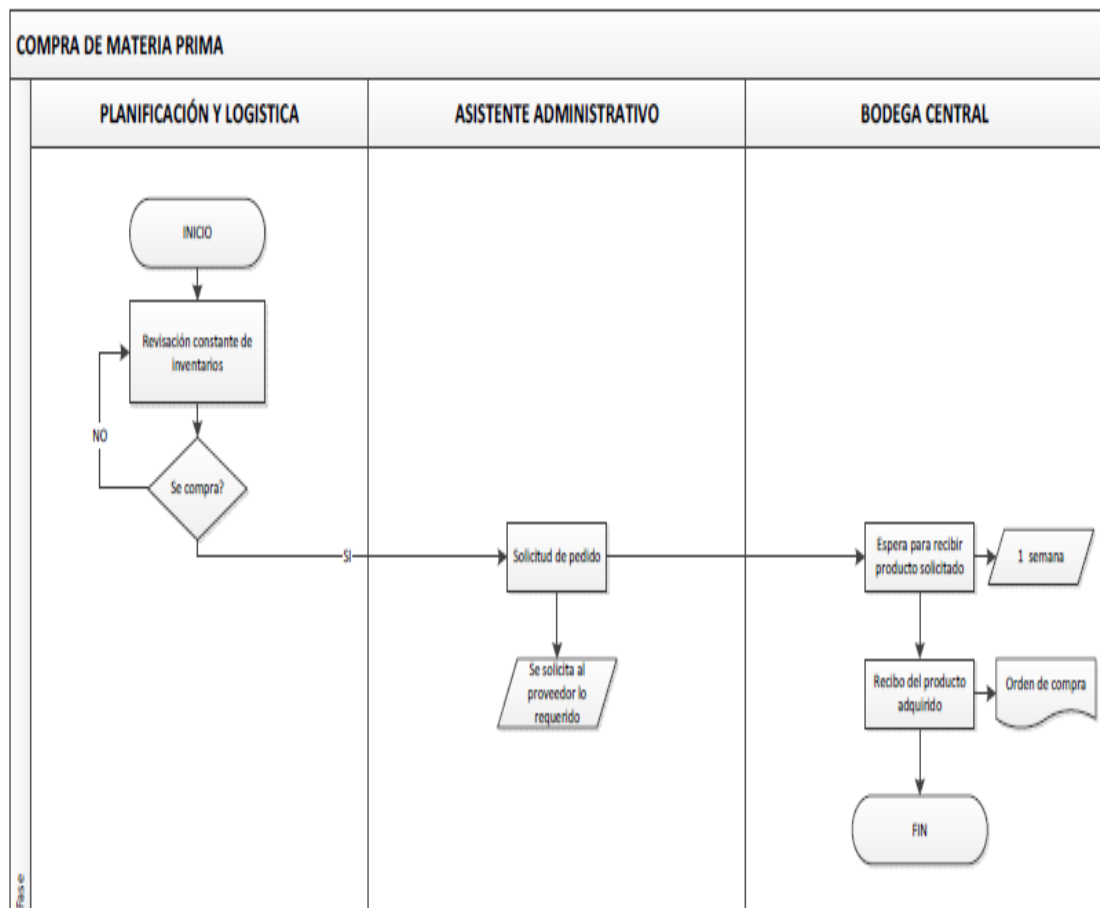 COMPRA DE MATERIA PRIMA
PLANIFICACIÓN Y LOGISTICA
ASISTENTE ADMINISTRATIVO
BODEGA CENTRAL
INICIO
Revisación constante de
inventarios
NO
Se compra?
SI
Solicitud de pedido
Espera para recibir
producto solicitado
1 semana
Se solicita al
proveedor lo
requerido
Recibo del producto
adquirido
Orden de compra
FIN
Fase